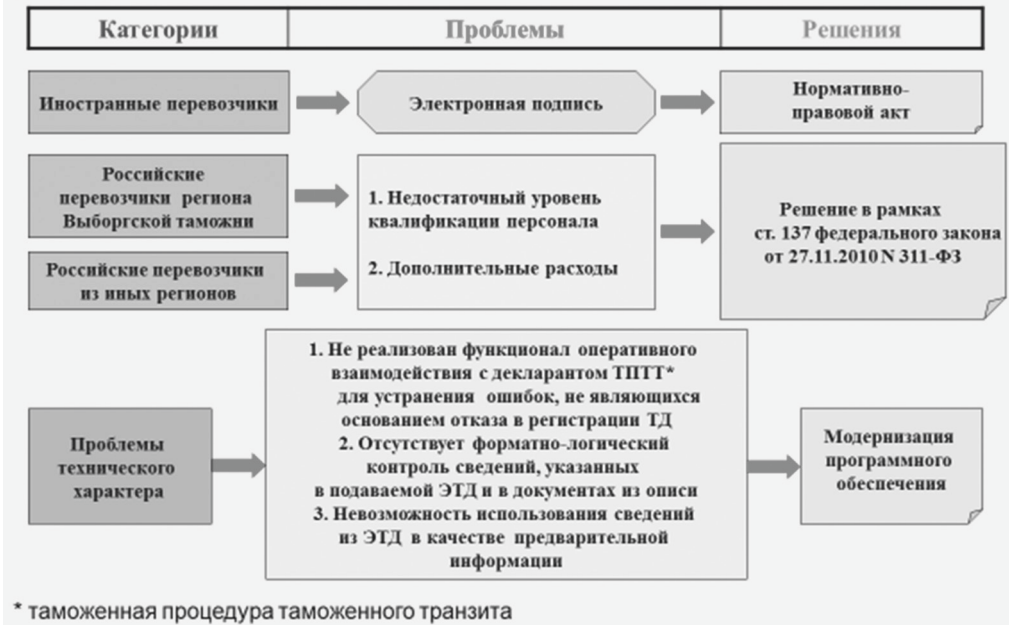 Категории
Проблемы
Решения
Иностранные перевозчики
Электронная подпись
Нормативно-
правовой акт
Российские
перевозчики региона
Выборгской таможни
1. Недостаточный уровень
квалификации персонала
2. Дополнительные расходы
Решение в рамках
ст. 137 федерального закона
от 27.11.2010 N 311-ФЗ
Российские перевозчики
из иных регионов
Проблемы
технического
характера
1. Не реализован функционал оперативного
взаимодействия с декларантом ТПТТ*
для устранения ошибок, не являющихся
основанием отказа в регистрации ТД
2. Отсутствует форматно-логический
контроль сведений, указанных
в подаваемой ЭТД и в документах из описи
3. Невозможность использования сведений
из ЭТД в качестве предварительной
информации
Модернизация
программного
обеспечения
* таможенная процедура таможенного транзита